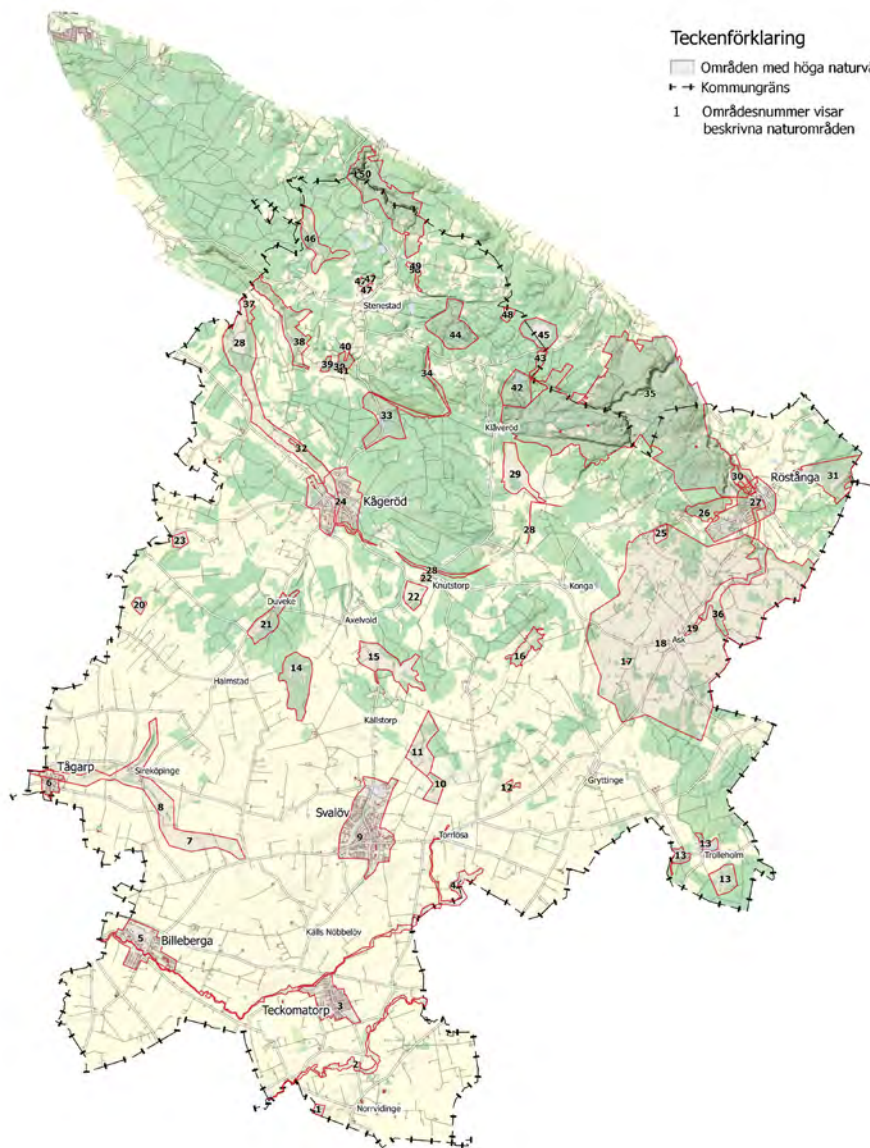 Teckenförklaring
Områden med höga naturvä
Kommungräns
1 Områdesnummer visar
beskrivna naturområden
50
46
49
47 47
47
Stenestad
37
48
44
45
28
38
40
43
39
41
34
42
35
33
Klåveröd
32
29
30
Röstånga
31
24
Kågeröd
27
26
28
25
23
28
22
Knutstorp
Konga
22
20
Duveke
21
Axelvold
36
19
18
Ask
15
16
17
14
Halmstad
Källstorp
11
Tågarp
Sireköpinge
6
10
12
Gryttinge
8
Svalöv
9
7
Torrlösa
13
13
Trolleholm
13
Källs Nöbbelöv
5
Billeberga
Teckomatorp
3
2
1
Norrvidinge